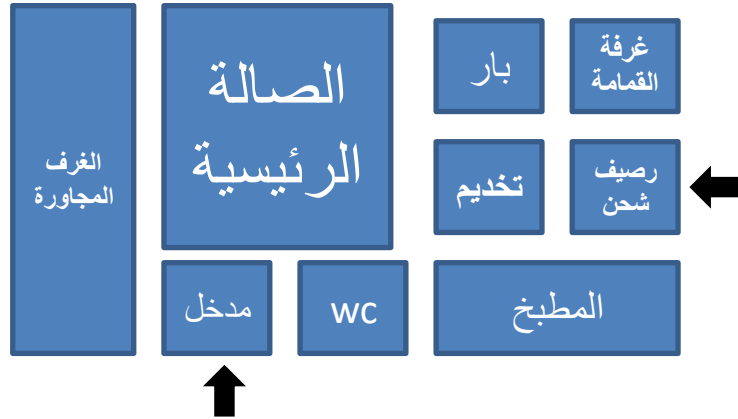 غرفة
القمامة
بار
الصالة
الرئيسية
الغرف
المجاورة
رصيف
شحن
تخديم
المطبخ
WC
مدخل